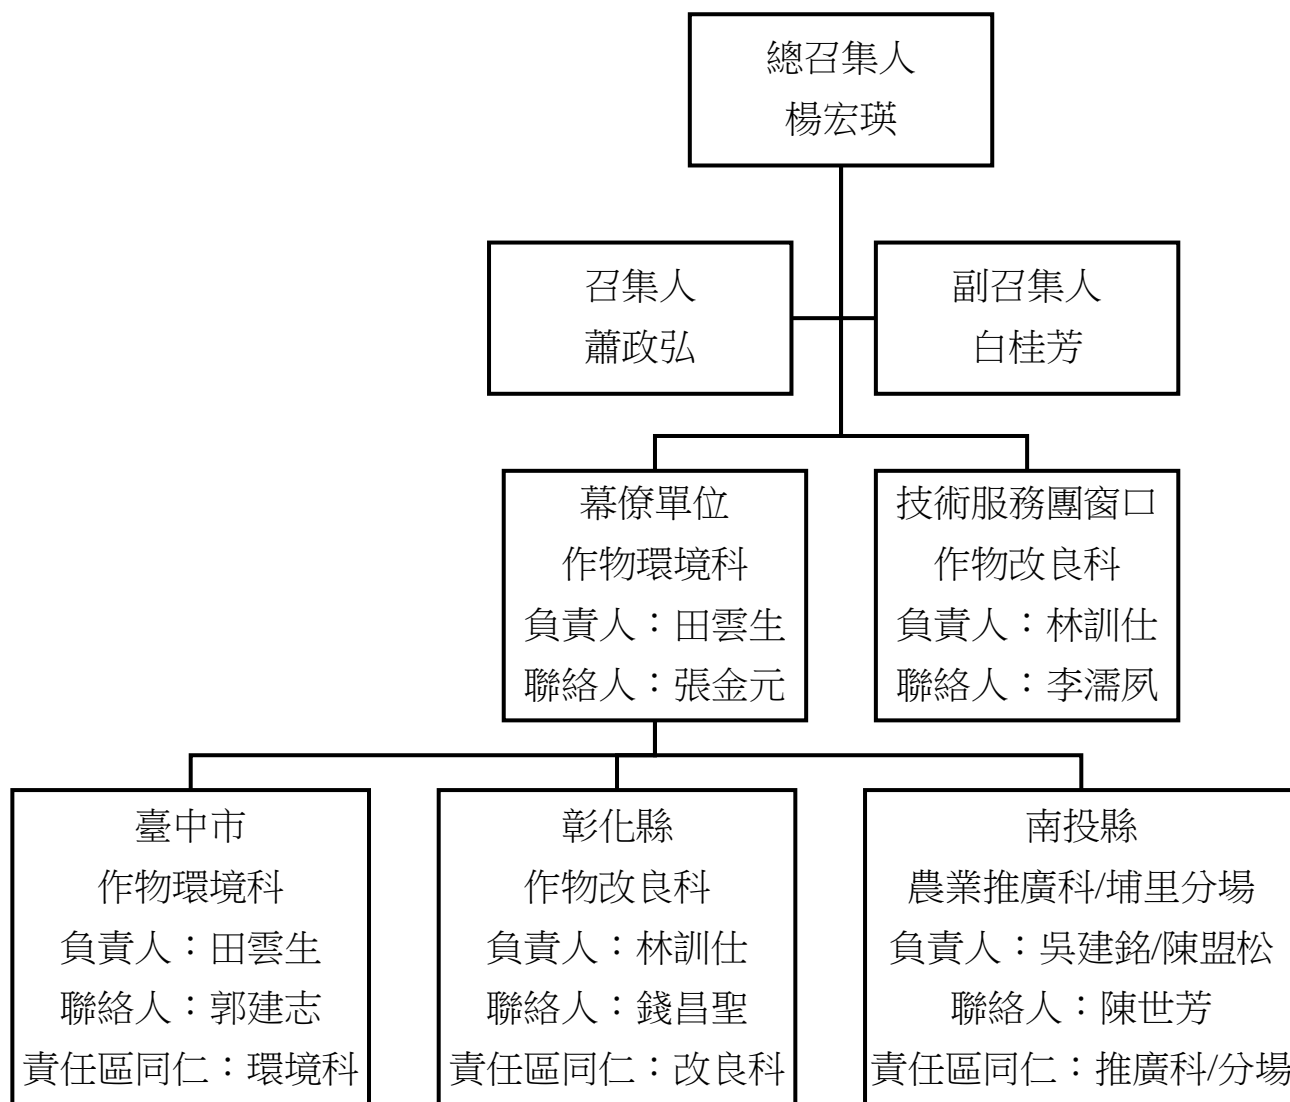 總召集人
楊宏瑛
召集人
蕭政弘
副召集人
白桂芳
幕僚單位
作物環境科
負責人：田雲生
聯絡人：張金元
技術服務團窗口
作物改良科
負責人：林訓仕
聯絡人：李濡夙
臺中市
作物環境科
負責人：田雲生
聯絡人：郭建志
責任區同仁：環境科
彰化縣
作物改良科
負責人：林訓仕
聯絡人：錢昌聖
責任區同仁：改良科
南投縣
農業推廣科/埔里分場
負責人：吳建銘/陳盟松
聯絡人：陳世芳
責任區同仁：推廣科/分場